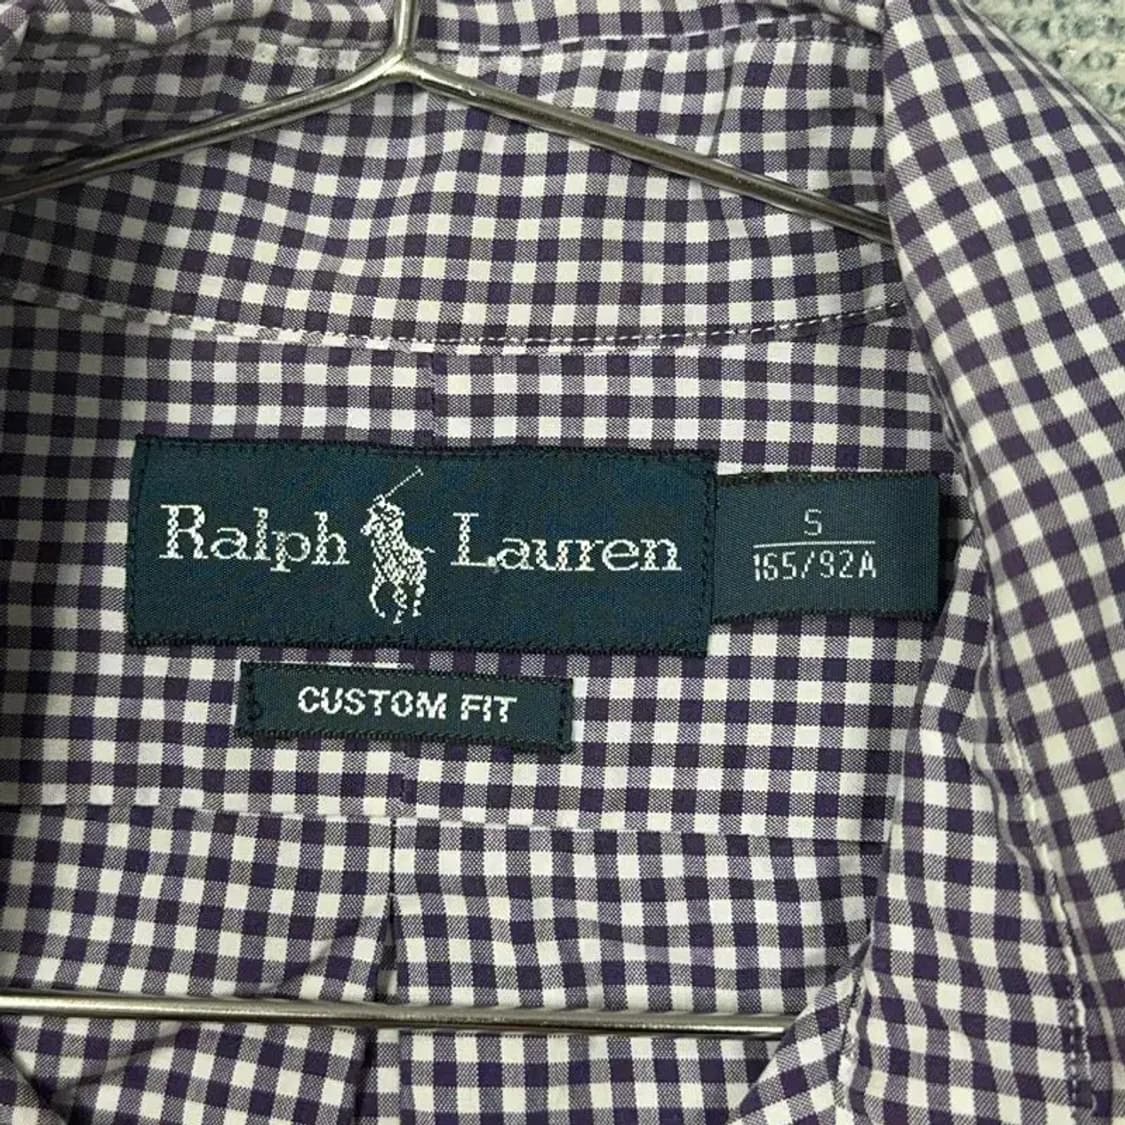 Ralph Lauren
S
165/92A
CUSTOM FIT